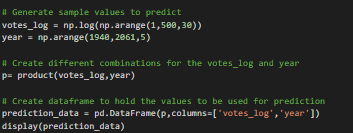 # Generate sample values to predict
votes_log = np.log(np.arange(1,500,30))
year = np.arange(1940,2061,5)
# Create different combinations for the votes_log and year
p= product(votes_log,year)
# Create dataframe to hold the values to be used for prediction
prediction_data = pd.DataFrame(p,columns=['votes_log','year'])
display(prediction_data)